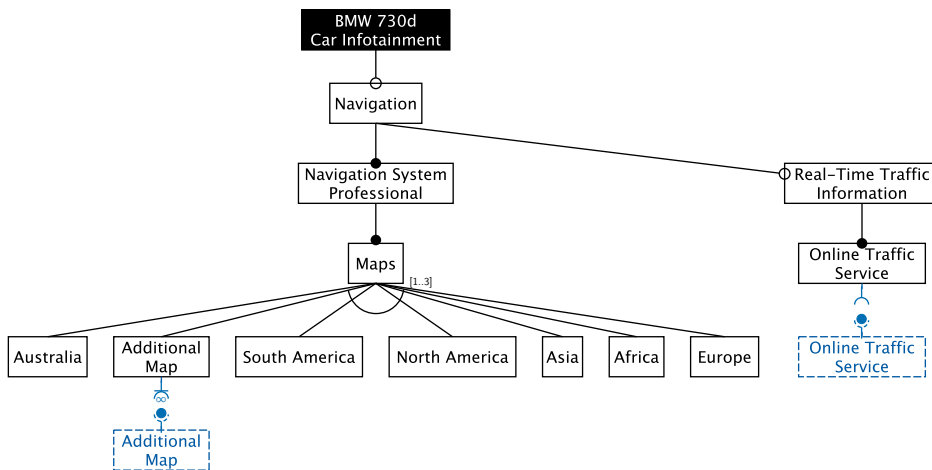 BMW 730d
Car Infotainment
Navigation
Navigation System
Professional
Real-Time Traffic
Information
Maps
[1..3]
Online Traffic
Service
Australia
Additional
Map
South America
North America
Asia
Africa
Europe
∞
Online Traffic
Service
Additional
Map